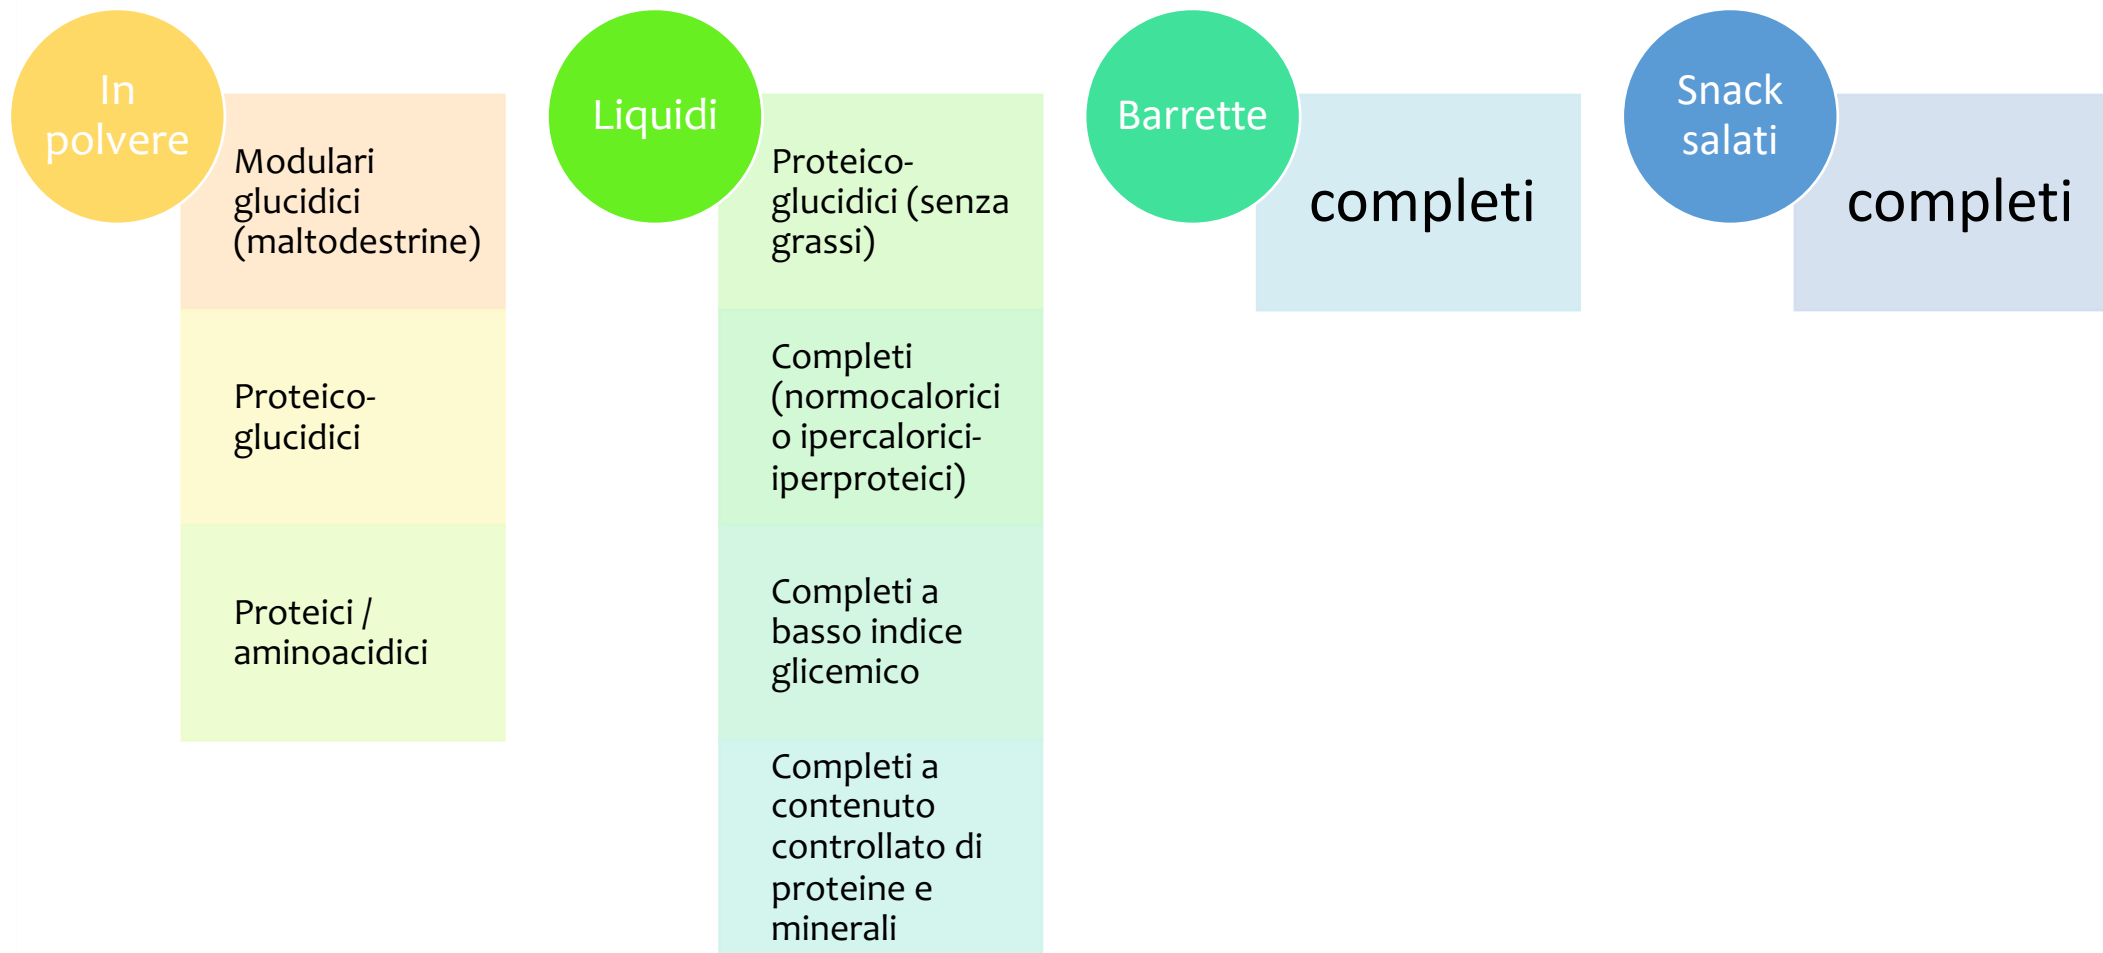 In
polvere
Modulari
glucidici
(maltodestrine)
Proteico-
glucidici
Proteici /
aminoacidici
Liquidi
Proteico-
glucidici (senza
grassi)
Completi
(normocalorici
o ipercalorici-
iperproteici)
Completi a
basso indice
glicemico
Completi a
contenuto
controllato di
proteine e
minerali
Barrette
completi
Snack
salati
completi